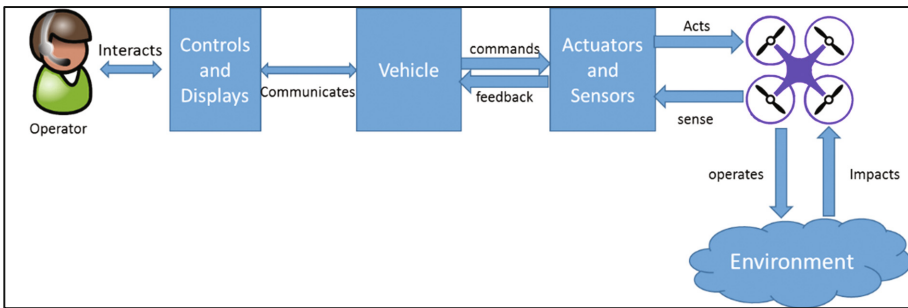 Interacts
Operator
Controls
and
Displays
Communicates
Vehicle
commands
feedback
Actuators
and
Sensors
Acts
sense
operates
Impacts
Environment